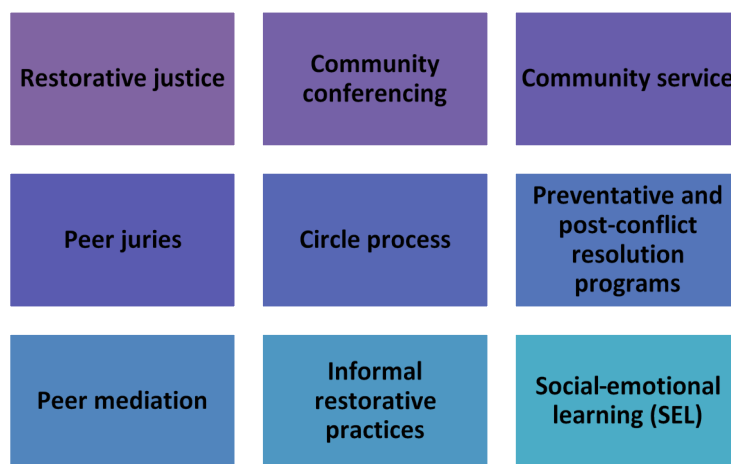 Restorative justice
Community
conferencing
Community service
Peer juries
Circle process
Preventative and
post-conflict
resolution
programs
Peer mediation
Informal
restorative
practices
Social-emotional
learning (SEL)